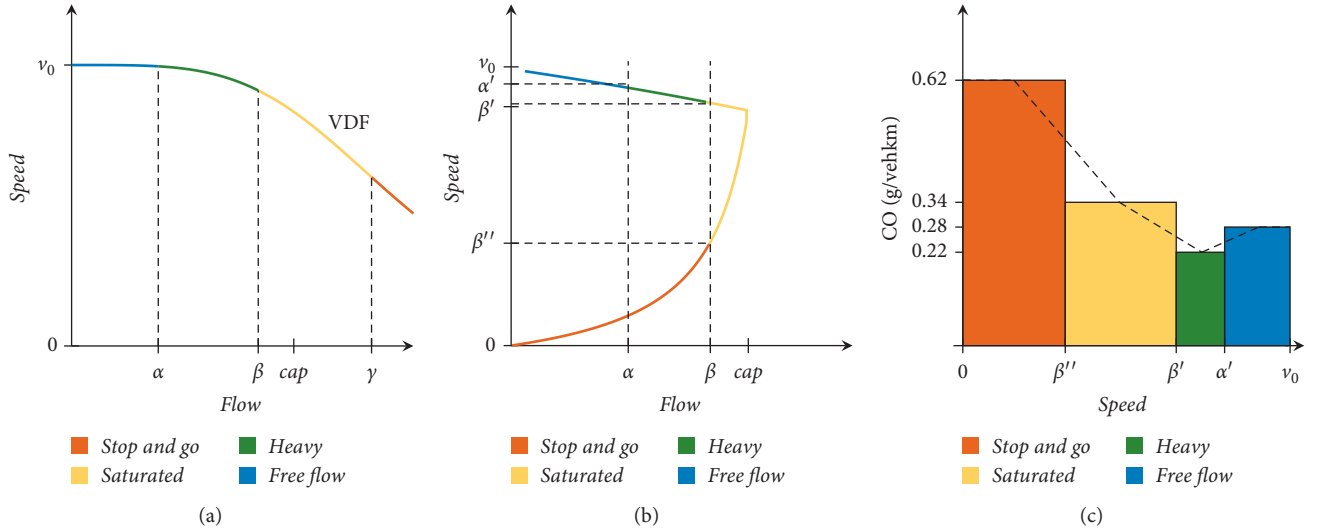 v0
Speed
0
VDF
α
β
cap
γ
Flow
Stop and go
Heavy
Saturated
Free flow
(a)
v0
α′
β′
Speed
β′′
0
α
β
cap
Flow
Stop and go
Heavy
Saturated
Free flow
(b)
0.62
CO (g/vehkm)
0.34
0.28
0.22
0
β′′
β′
α′
v0
Speed
Stop and go
Heavy
Saturated
Free flow
(c)